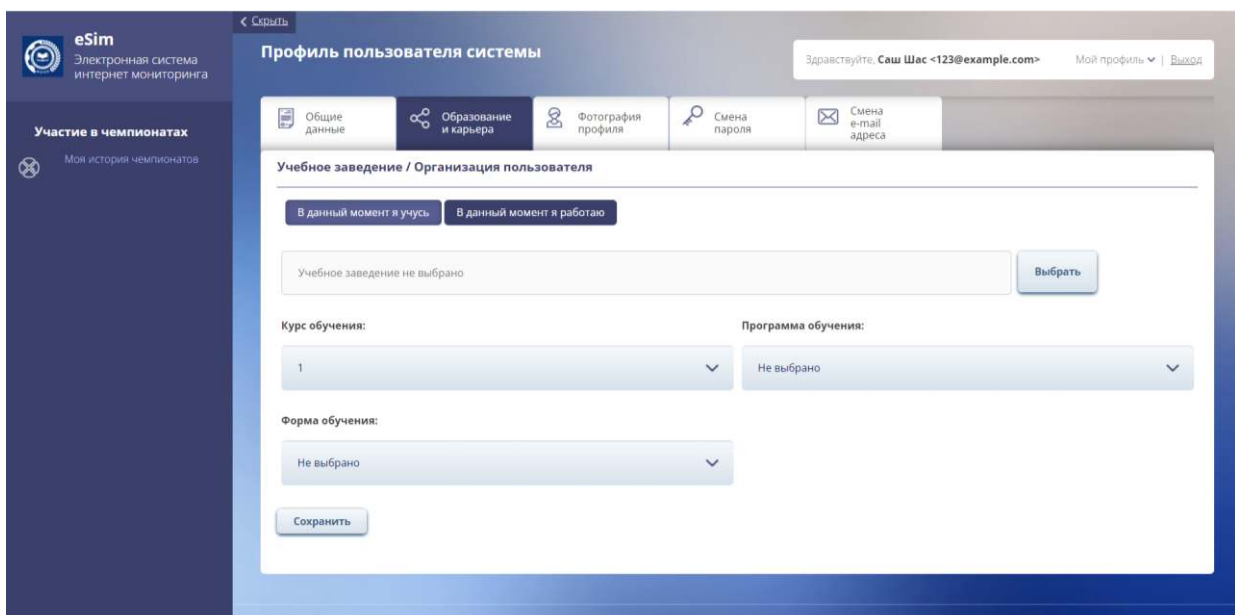 Скрыть
eSim
Электронная система
интернет мониторинга
Профиль пользователя системы
Здравствуйте, Саш Шас <123@example.com>
Мой профиль | Выход
Участие в чемпионатах
Моя история чемпионатов
Общие
данные
Образование
и карьера
Фотография
профиля
Смена
пароля
Смена
e-mail
адреса
Учебное заведение / Организация пользователя
В данный момент я учусь
В данный момент я работаю
Учебное заведение не выбрано
Выбрать
Курс обучения:
Программа обучения:
1
Не выбрано
Форма обучения:
Не выбрано
Сохранить